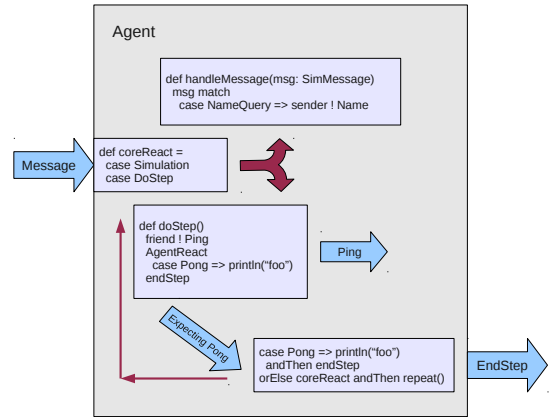 Agent
def handleMessage(msg: SimMessage)
msg match
case NameQuery => sender ! Name
Message
def coreReact =
case Simulation
case DoStep
def doStep()
friend ! Ping
AgentReact
case Pong => println(“foo”)
endStep
Ping
Expecting Pong
case Pong => println(“foo”)
andThen endStep
orElse coreReact andThen repeat()
EndStep